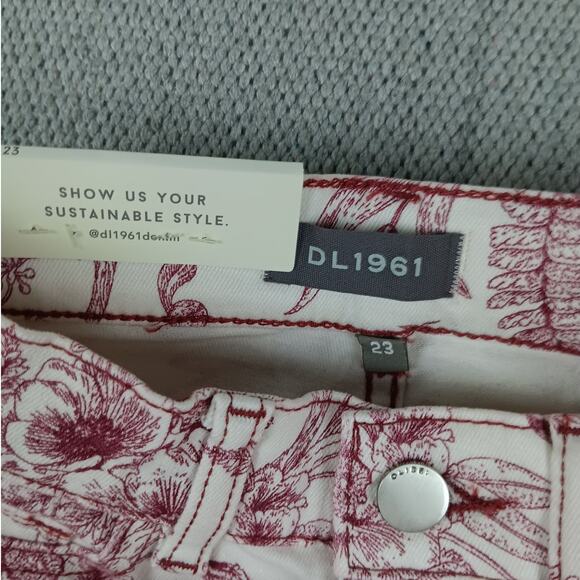 23
SHOW US YOUR
SUSTAINABLE STYLE.
@dl1961denim
DL1961
23
DL1961